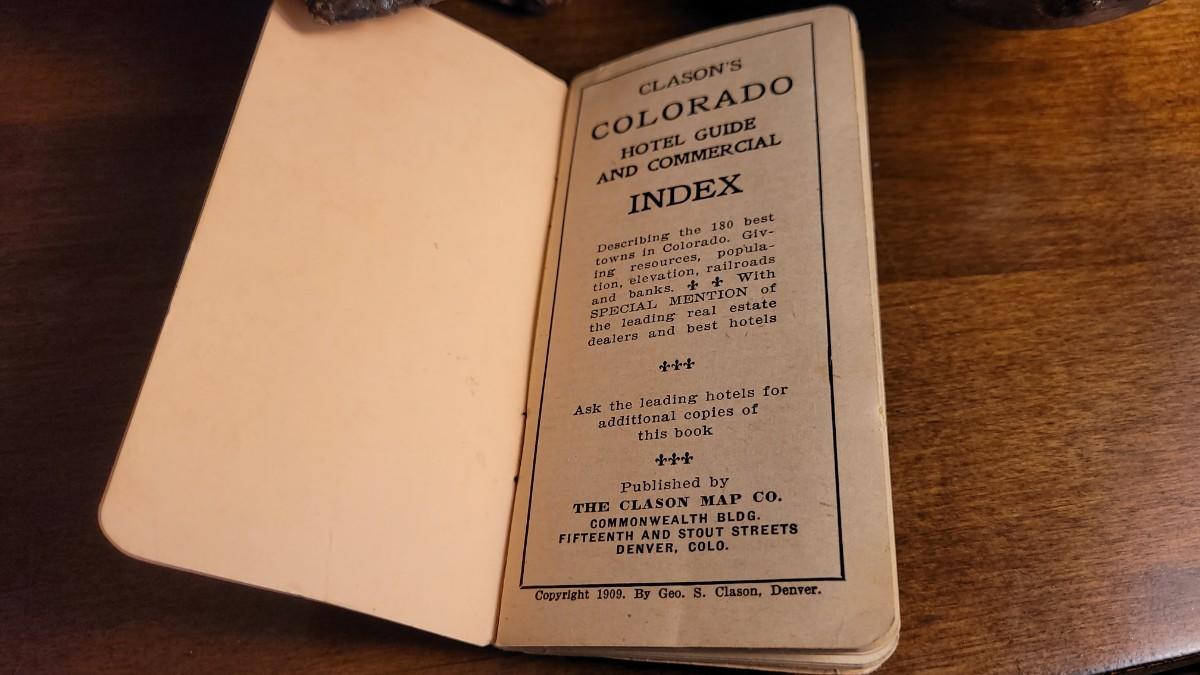 CLASON'S
COLORADO
HOTEL GUIDE
AND COMMERCIAL
INDEX
Describing the 180 best
towns in Colorado. Giv-
ing resources, popula-
tion, elevation, railroads
and banks. ⚜ ⚜ With
SPECIAL MENTION of
the leading real estate
dealers and best hotels
Ask the leading hotels for
additional copies of
this book
Published by
THE CLASON MAP CO.
COMMONWEALTH BLDG.
FIFTEENTH AND STOUT STREETS
DENVER, COLO.
Copyright 1909. By Geo. S. Clason, Denver.